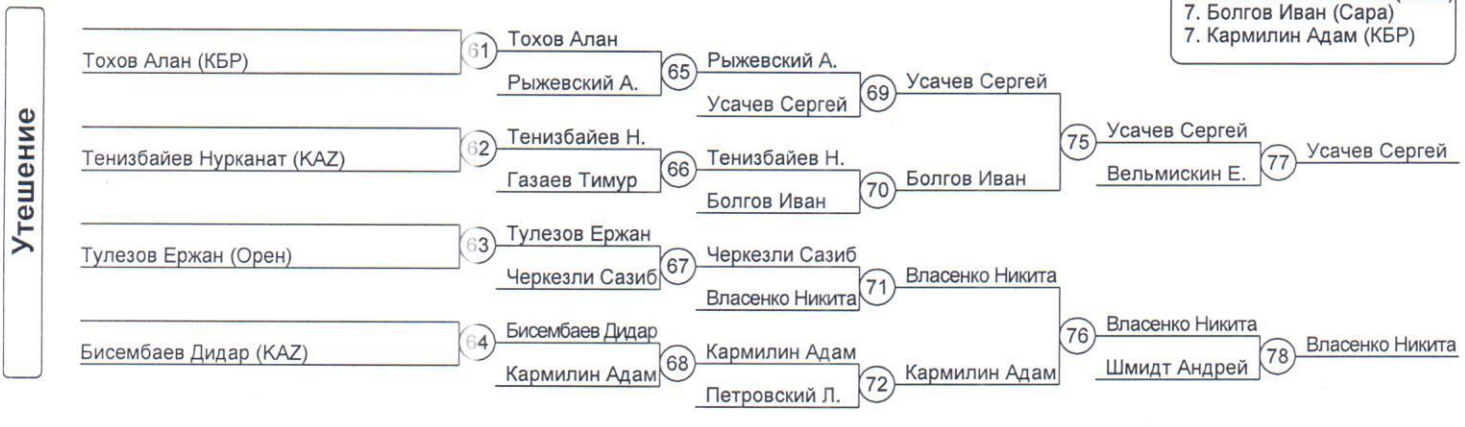 7. Болгов Иван (Сара)
7. Кармилин Адам (КБР)
Утешение
Тохов Алан (КБР)
61
Тохов Алан
Рыжевский А.
65
Рыжевский А.
Усачев Сергей
69
Усачев Сергей
Тенизбайев Нурканат (KAZ)
62
Тенизбайев Н.
Газаев Тимур
66
Тенизбайев Н.
Болгов Иван
70
Болгов Иван
75
Усачев Сергей
Вельмискин Е.
77
Усачев Сергей
Тулезов Ержан (Орен)
63
Тулезов Ержан
Черкезли Сазиб
67
Черкезли Сазиб
Власенко Никита
71
Власенко Никита
Бисембаев Дидар (KAZ)
64
Бисембаев Дидар
Кармилин Адам
68
Кармилин Адам
Петровский Л.
72
Кармилин Адам
76
Власенко Никита
Шмидт Андрей
78
Власенко Никита